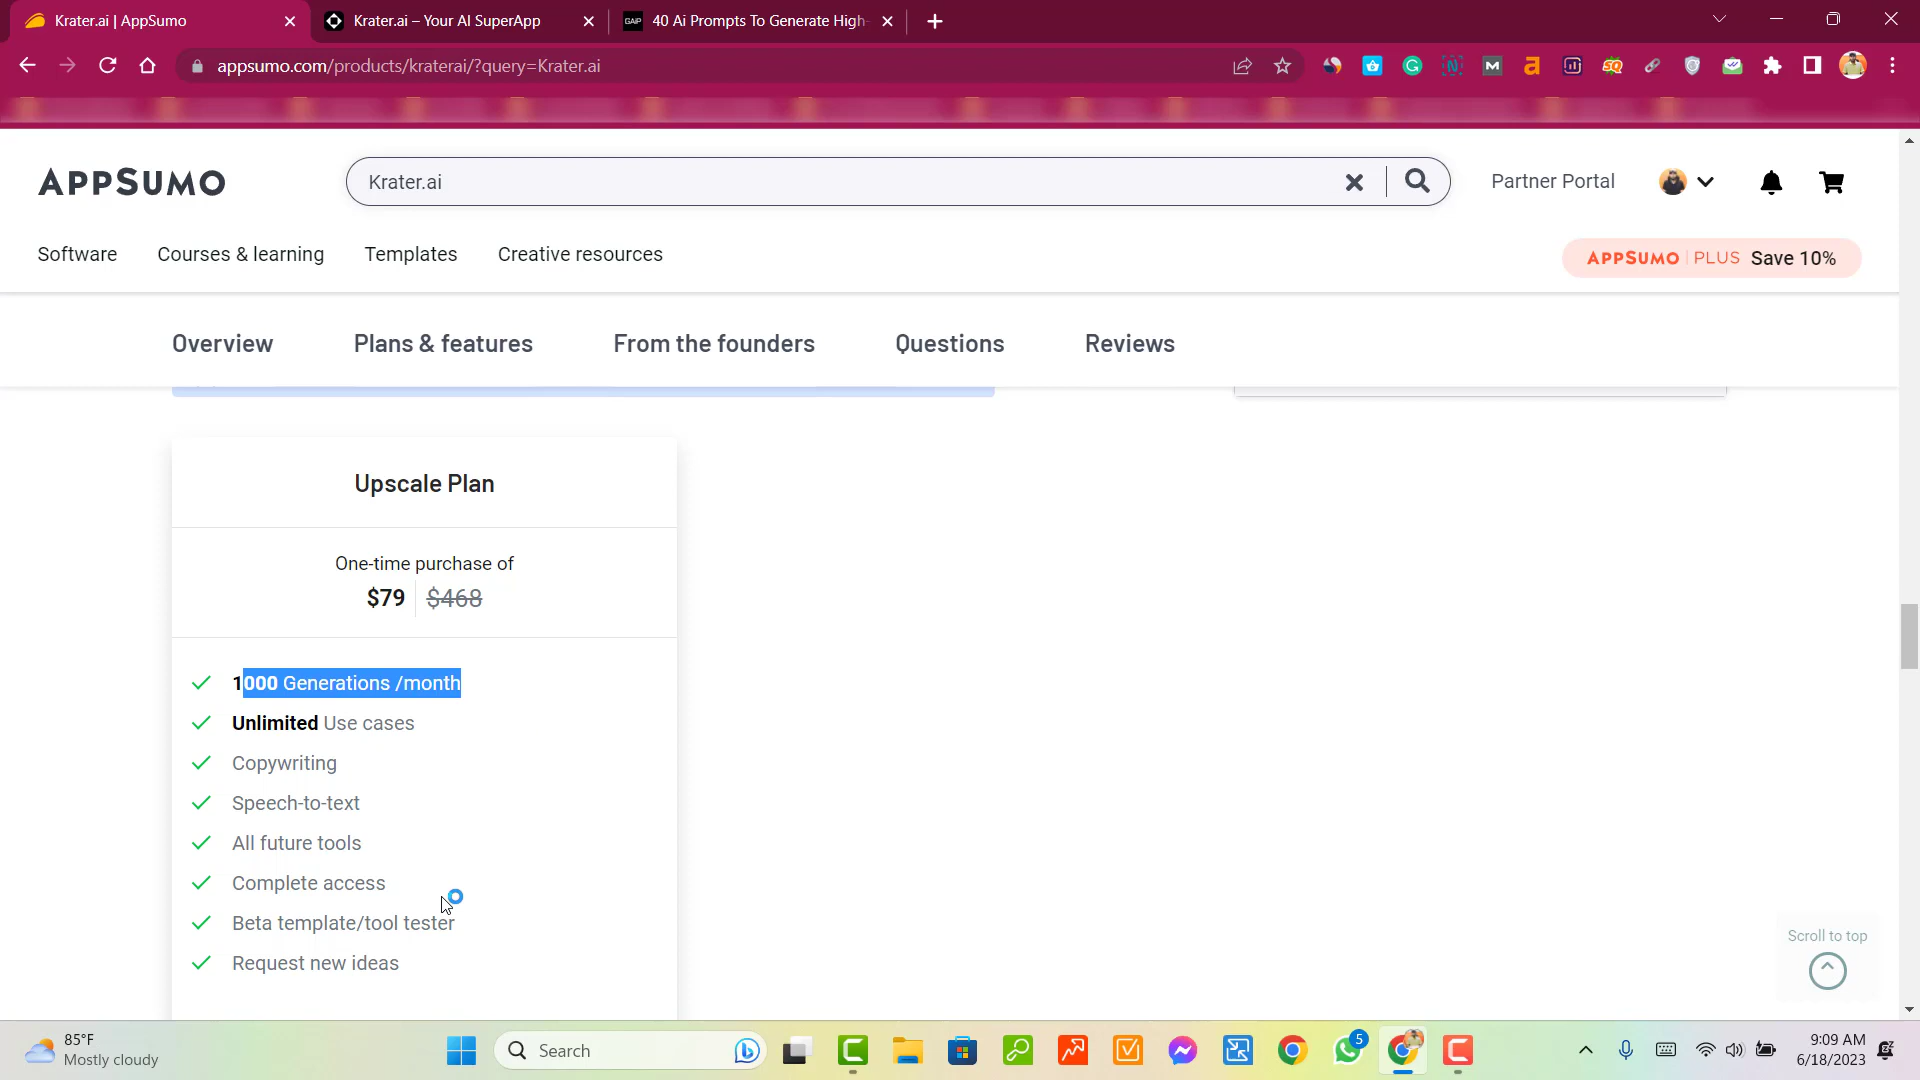 Krater.ai | AppSumo
Krater.ai – Your AI SuperApp
GAIP
40 Ai Prompts To Generate High-
appsumo.com/products/kraterai/?query=Krater.ai
APPSUMO
Krater.ai
Partner Portal
Software
Courses & learning
Templates
Creative resources
APPSUMO | PLUS Save 10%
Overview
Plans & features
From the founders
Questions
Reviews
Upscale Plan
One-time purchase of
$79 $468
1000 Generations /month
Unlimited Use cases
Copywriting
Speech-to-text
All future tools
Complete access
Beta template/tool tester
Request new ideas
Scroll to top
85°F
Mostly cloudy
Search
5
9:09 AM
6/18/2023